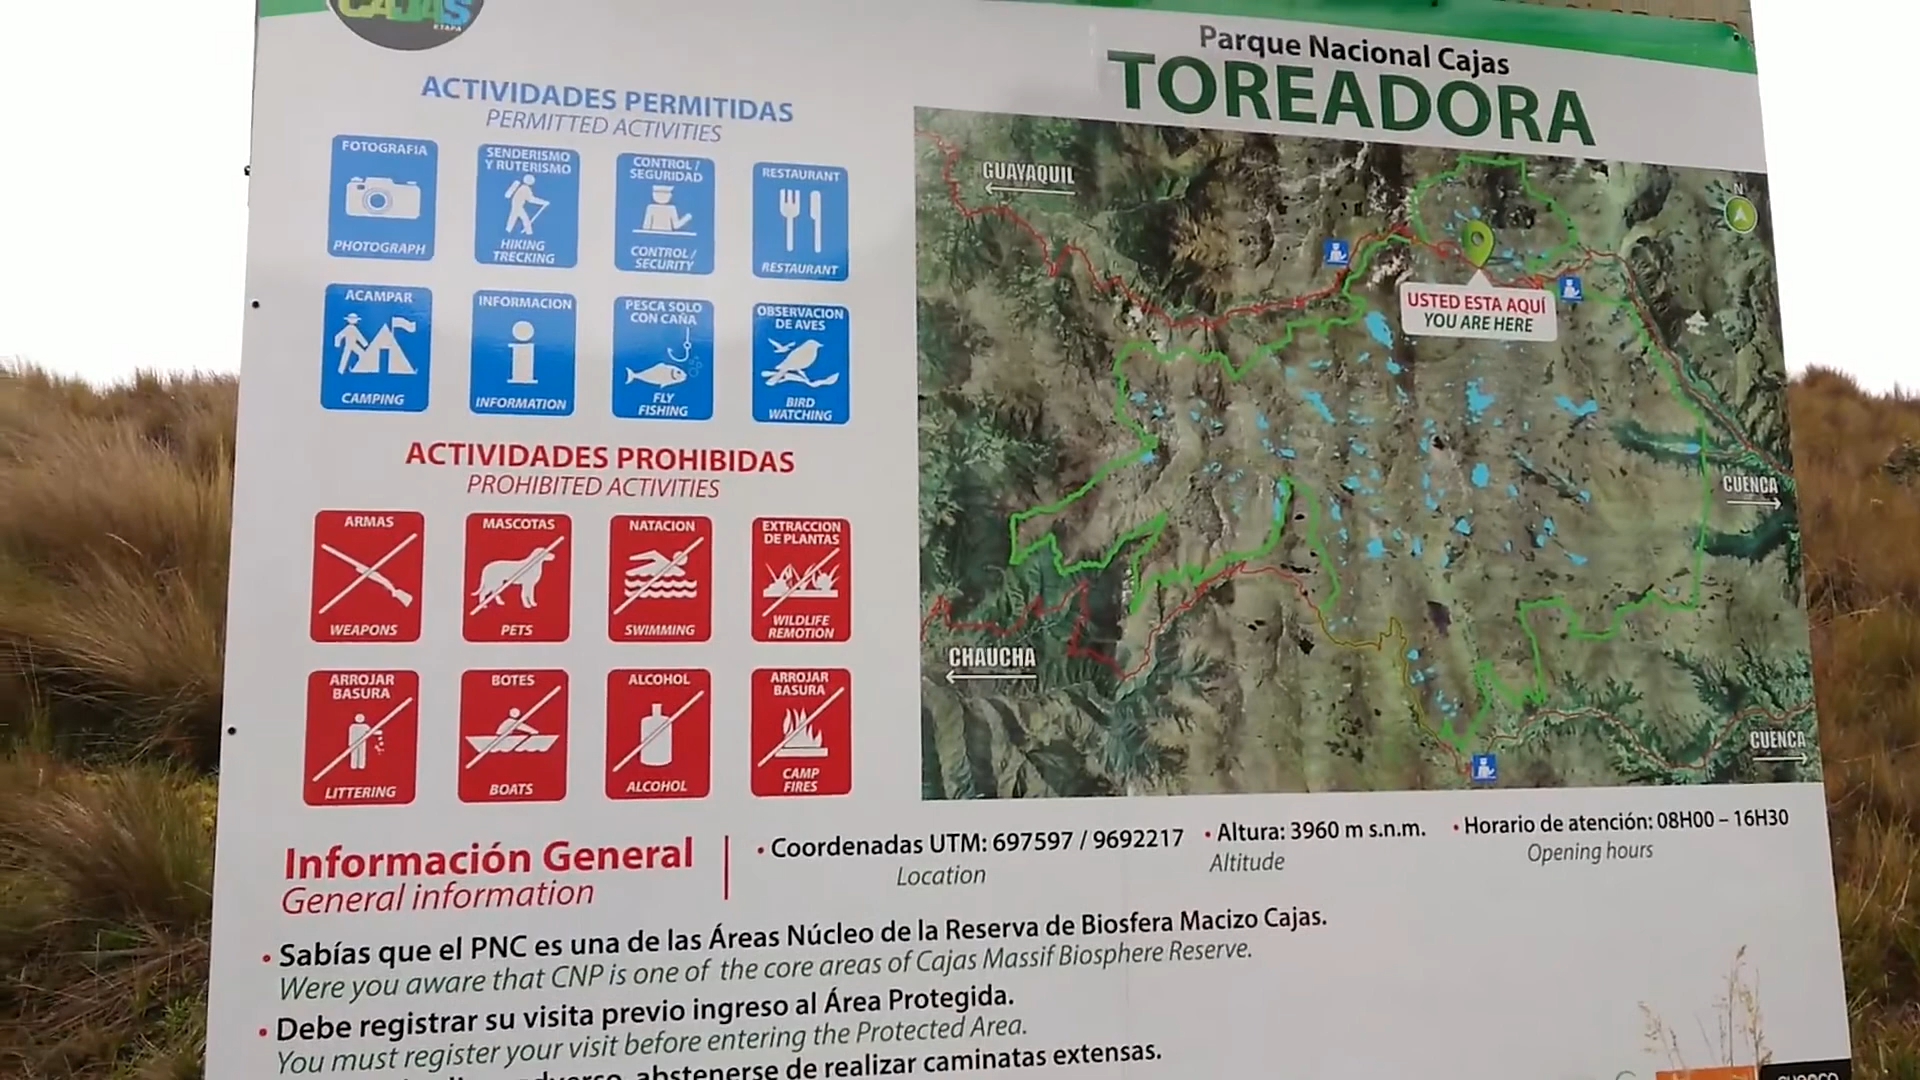 CAJAS
ETAPA
Parque Nacional Cajas
TOREADORA
ACTIVIDADES PERMITIDAS
PERMITTED ACTIVITIES
FOTOGRAFIA
PHOTOGRAPH
SENDERISMO
Y RUTERISMO
HIKING
TRECKING
CONTROL /
SEGURIDAD
CONTROL /
SECURITY
RESTAURANT
RESTAURANT
ACAMPAR
CAMPING
INFORMACION
INFORMATION
PESCA SOLO
CON CAÑA
FLY
FISHING
OBSERVACION
DE AVES
BIRD
WATCHING
ACTIVIDADES PROHIBIDAS
PROHIBITED ACTIVITIES
ARMAS
WEAPONS
MASCOTAS
PETS
NATACION
SWIMMING
EXTRACCION
DE PLANTAS
WILDLIFE
REMOTION
ARROJAR
BASURA
LITTERING
BOTES
BOATS
ALCOHOL
ALCOHOL
ARROJAR
BASURA
CAMP
FIRES
GUAYAQUIL
N
USTED ESTA AQUÍ
YOU ARE HERE
CUENCA
CHAUCHA
CUENCA
Información General
General information
• Coordenadas UTM: 697597 / 9692217
Location
• Altura: 3960 m s.n.m.
Altitude
• Horario de atención: 08H00 – 16H30
Opening hours
• Sabías que el PNC es una de las Áreas Núcleo de la Reserva de Biosfera Macizo Cajas.
Were you aware that CNP is one of the core areas of Cajas Massif Biosphere Reserve.
• Debe registrar su visita previo ingreso al Área Protegida.
You must register your visit before entering the Protected Area.
adverso, abstenerse de realizar caminatas extensas.